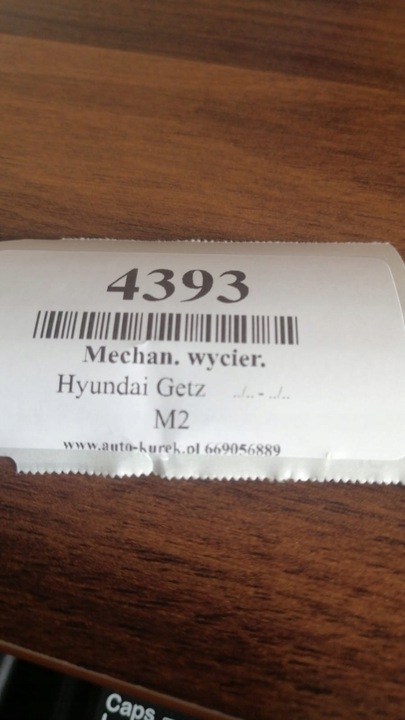 4393
Mechan. wycier.
Hyundai Getz ../.. - ../..
M2
www.auto-kurek.pl 669056889
Caps